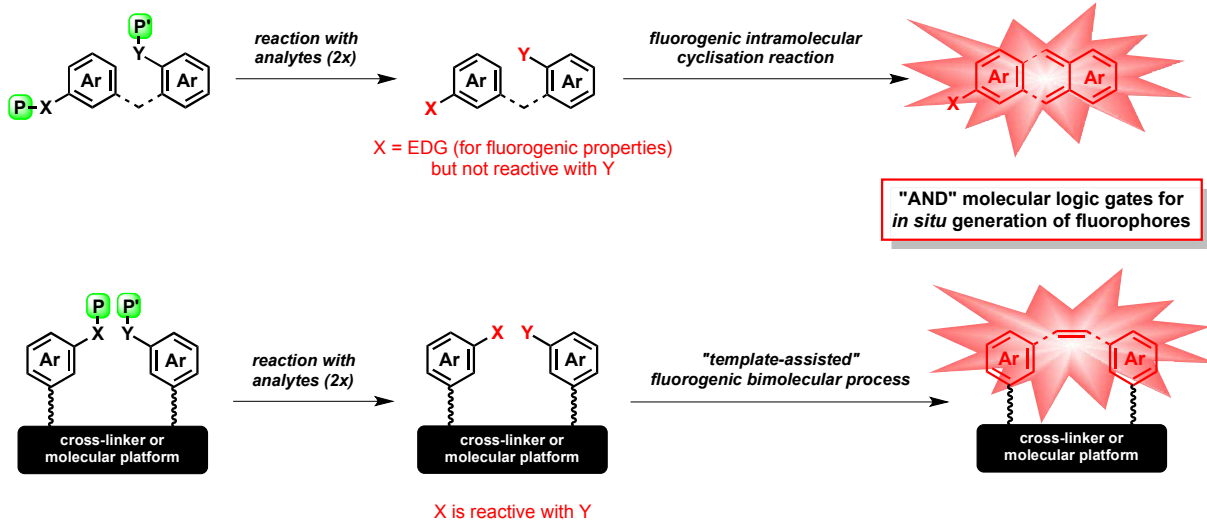 P'
Y
Ar
Ar
P
X
reaction with
analytes (2x)
Y
Ar
Ar
X
X = EDG (for fluorogenic properties)
but not reactive with Y
fluorogenic intramolecular
cyclisation reaction
Ar
Ar
X
"AND" molecular logic gates for
in situ generation of fluorophores
P
P'
X
Y
Ar
Ar
cross-linker or
molecular platform
reaction with
analytes (2x)
X
Y
Ar
Ar
cross-linker or
molecular platform
X is reactive with Y
"template-assisted"
fluorogenic bimolecular process
Ar
Ar
cross-linker or
molecular platform